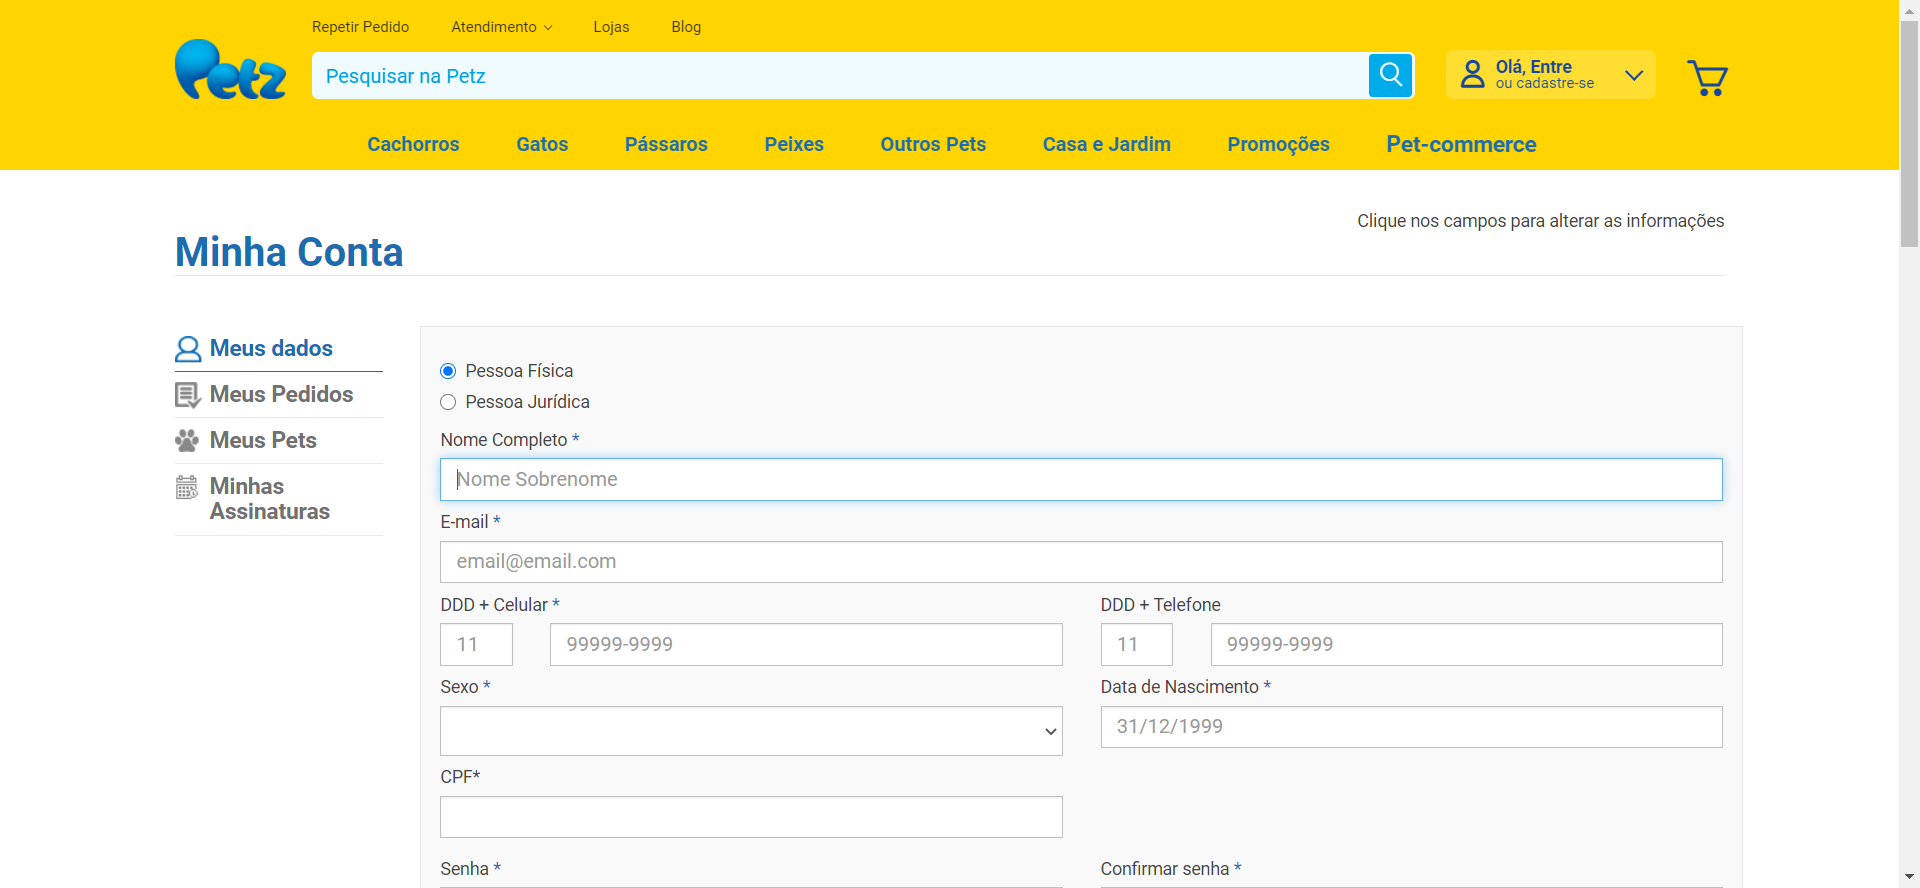 Repetir Pedido Atendimento Lojas Blog
Petz
Pesquisar na Petz
Olá, Entre
ou cadastre-se
Cachorros Gatos Pássaros Peixes Outros Pets Casa e Jardim Promoções Pet-commerce
Clique nos campos para alterar as informações
Minha Conta
Meus dados
Meus Pedidos
Meus Pets
Minhas
Assinaturas
Pessoa Física
Pessoa Jurídica
Nome Completo *
Nome Sobrenome
E-mail *
email@email.com
DDD + Celular * DDD + Telefone
11 99999-9999 11 99999-9999
Sexo * Data de Nascimento *
31/12/1999
CPF*
Senha * Confirmar senha *